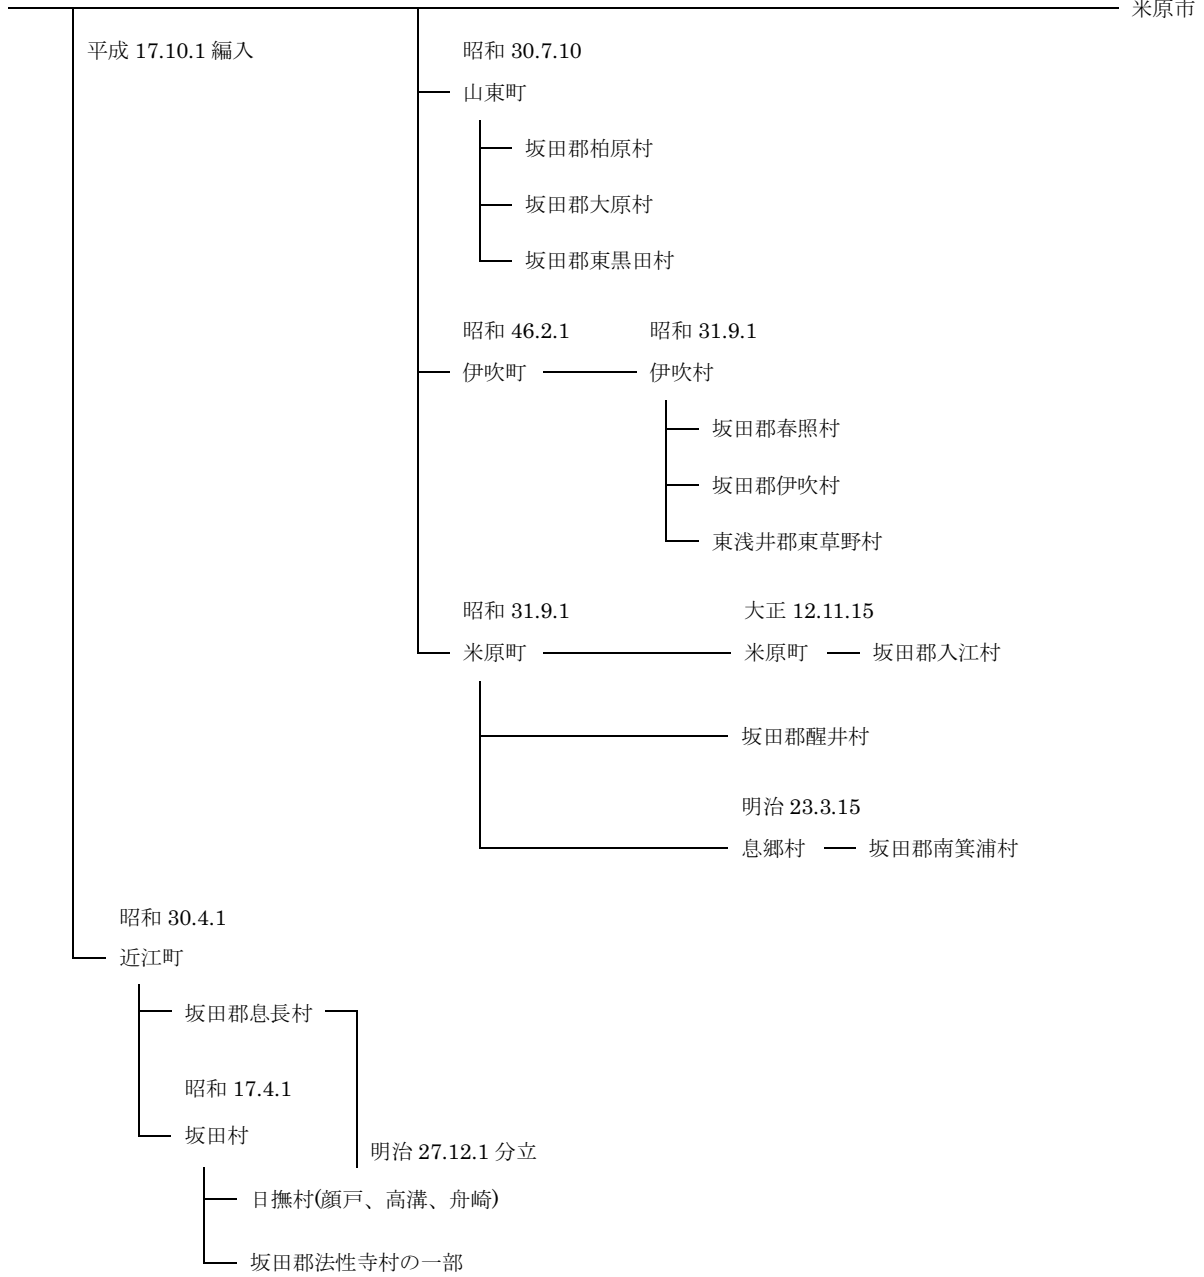 米原市
平成 17.10.1 編入
昭和 30.7.10
山東町
坂田郡柏原村
坂田郡大原村
坂田郡東黒田村
昭和 46.2.1
昭和 31.9.1
伊吹町
伊吹村
坂田郡春照村
坂田郡伊吹村
東浅井郡東草野村
昭和 31.9.1
大正 12.11.15
米原町
米原町
坂田郡入江村
坂田郡醒井村
明治 23.3.15
息郷村
坂田郡南箕浦村
昭和 30.4.1
近江町
坂田郡息長村
昭和 17.4.1
坂田村
明治 27.12.1 分立
日撫村(顔戸、高溝、舟崎)
坂田郡法性寺村の一部